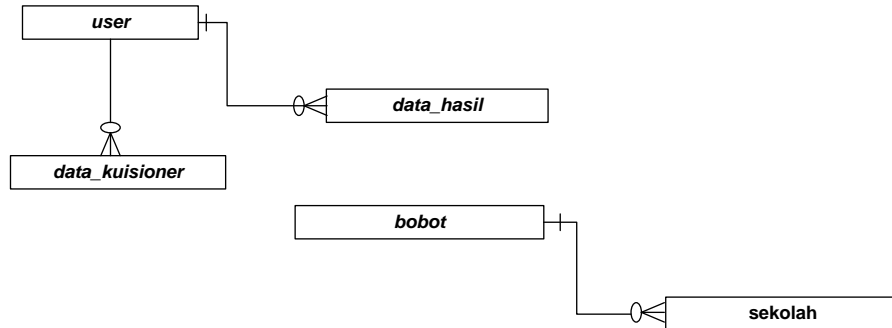 user
data_hasil
data_kuisioner
bobot
sekolah